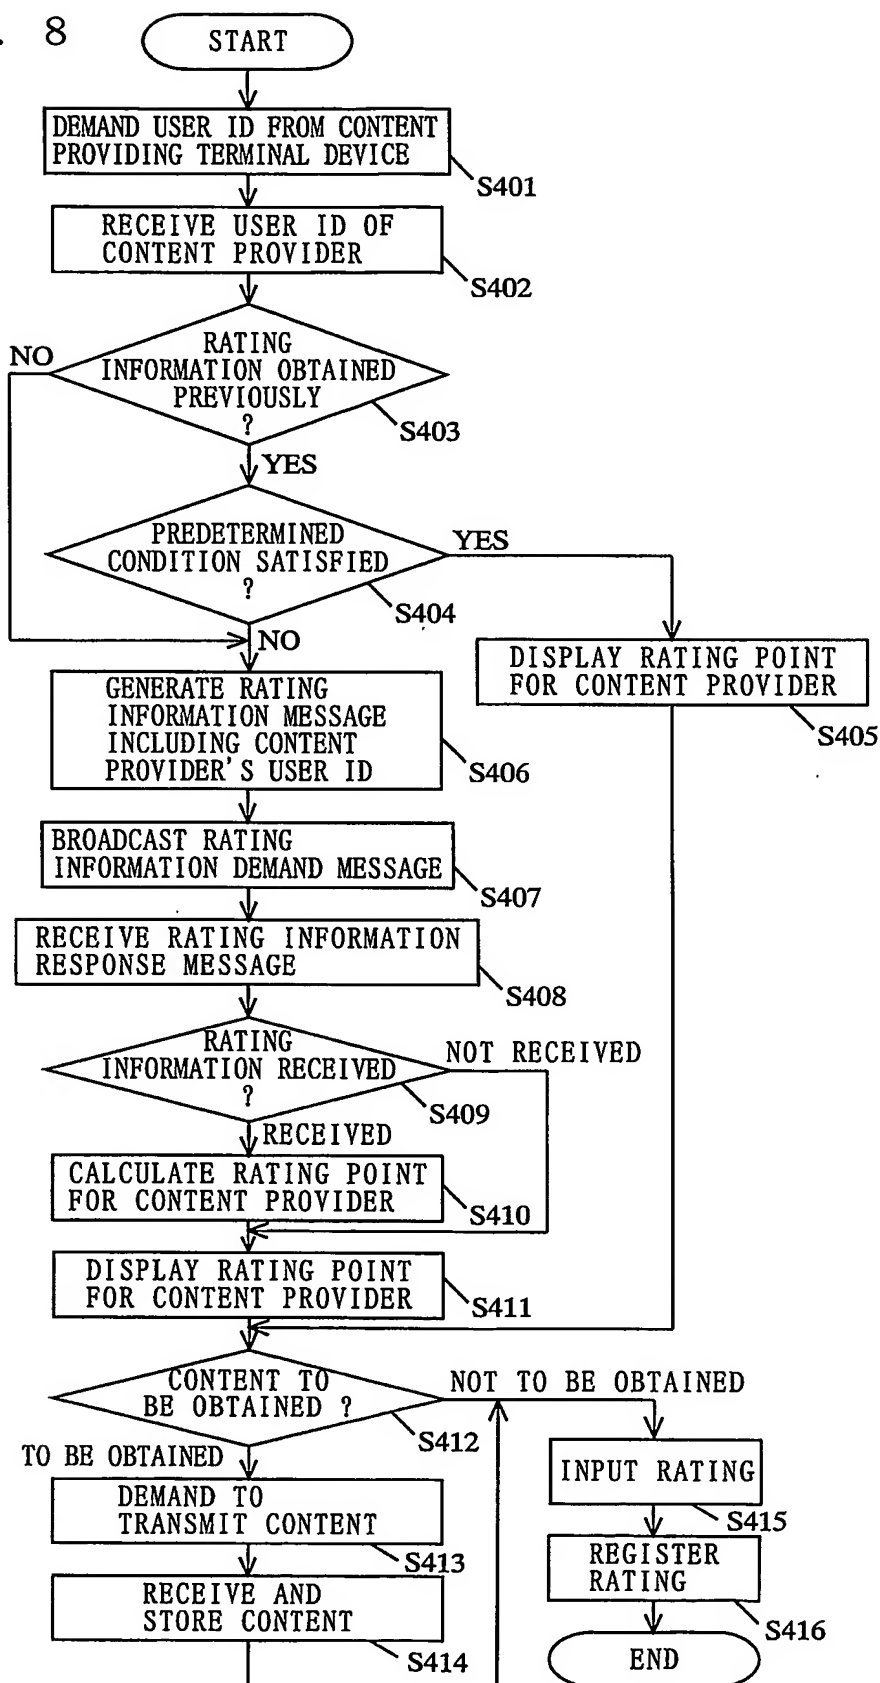 . 8
START
DEMAND USER ID FROM CONTENT
PROVIDING TERMINAL DEVICE
S401
RECEIVE USER ID OF
CONTENT PROVIDER
S402
RATING
INFORMATION OBTAINED
PREVIOUSLY
?
NO
S403
YES
PREDETERMINED
CONDITION SATISFIED
?
YES
S404
NO
DISPLAY RATING POINT
FOR CONTENT PROVIDER
S405
GENERATE RATING
INFORMATION MESSAGE
INCLUDING CONTENT
PROVIDER'S USER ID
S406
BROADCAST RATING
INFORMATION DEMAND MESSAGE
S407
RECEIVE RATING INFORMATION
RESPONSE MESSAGE
S408
RATING
INFORMATION RECEIVED
?
NOT RECEIVED
S409
RECEIVED
CALCULATE RATING POINT
FOR CONTENT PROVIDER
S410
DISPLAY RATING POINT
FOR CONTENT PROVIDER
S411
CONTENT TO
BE OBTAINED ?
NOT TO BE OBTAINED
S412
TO BE OBTAINED
DEMAND TO
TRANSMIT CONTENT
S413
RECEIVE AND
STORE CONTENT
S414
INPUT RATING
S415
REGISTER
RATING
S416
END